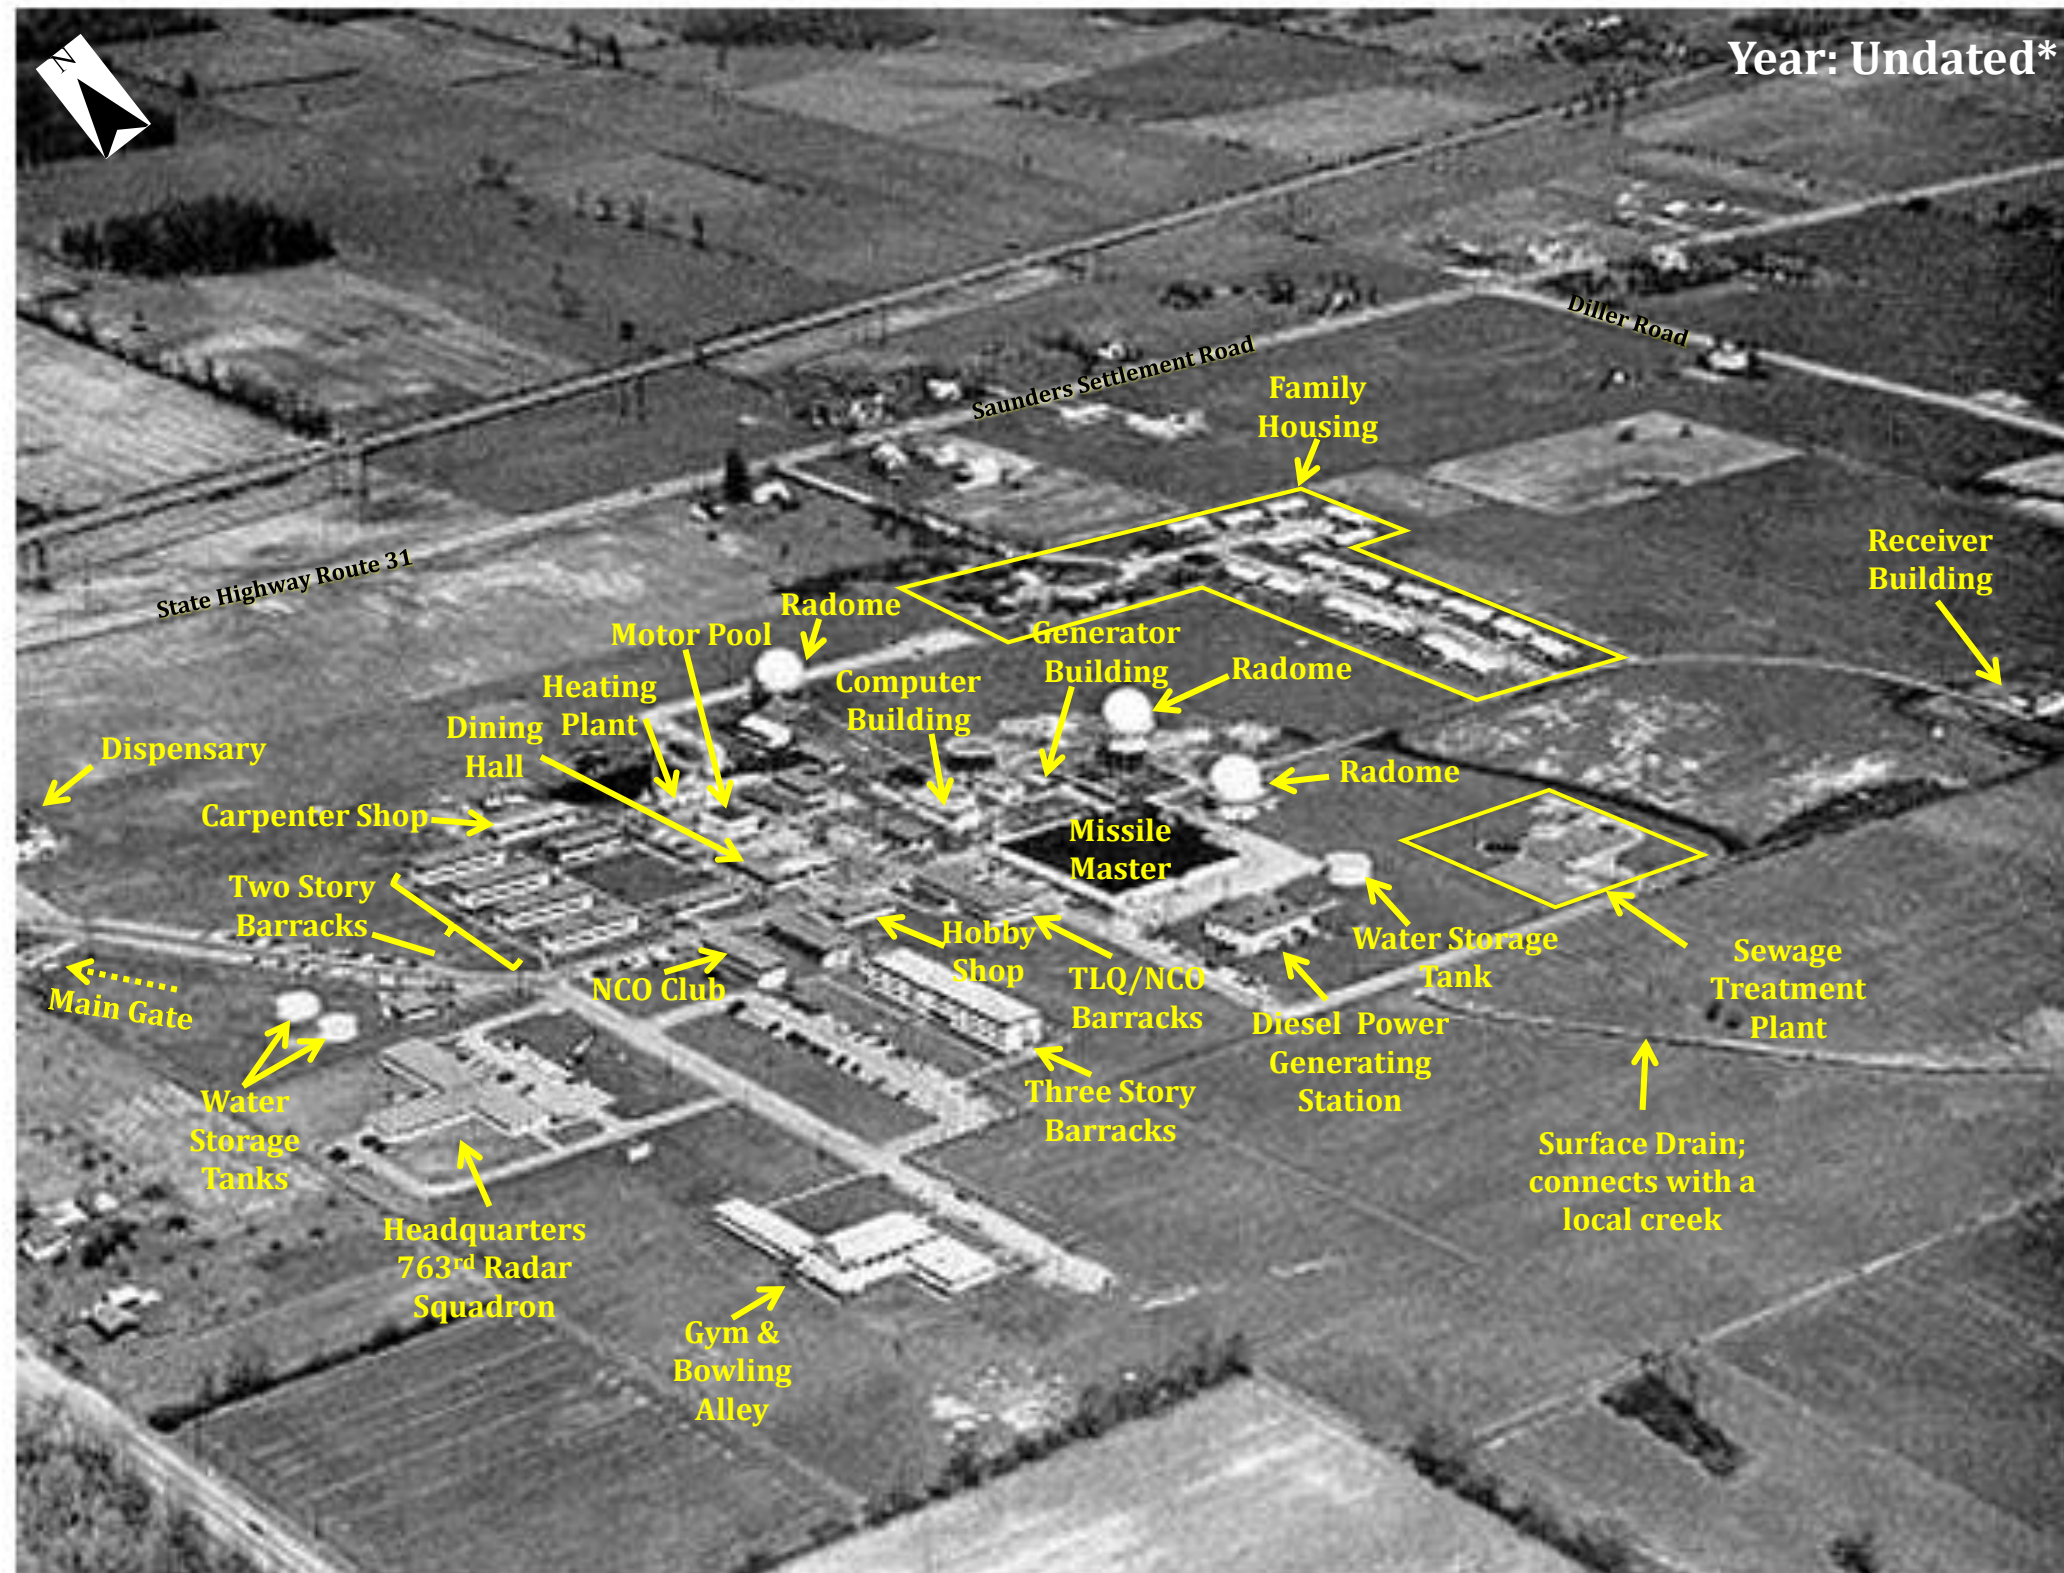 N
Year: Undated*
Diller Road
Saunders Settlement Road
Family
Housing
State Highway Route 31
Receiver
Building
Radome
Motor Pool
Generator
Building
Radome
Heating
Plant
Computer
Building
Dining
Hall
Dispensary
Radome
Carpenter Shop
Missile
Master
Two Story
Barracks
Hobby
Shop
Water Storage
Tank
Sewage
Treatment
Plant
NCO Club
TLQ/NCO
Barracks
Main Gate
Diesel Power
Generating
Station
Water
Storage
Tanks
Three Story
Barracks
Surface Drain;
connects with a
local creek
Headquarters
763rd Radar
Squadron
Gym &
Bowling
Alley